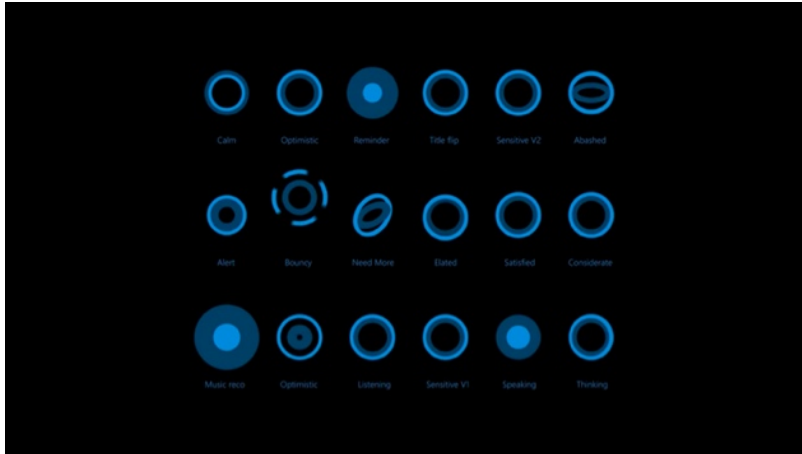 Calm Optimistic Reminder Title flip Sensitive V2 Abashed
Alert Bouncy Need More Elated Satisfied Considerate
Music reco Optimistic Listening Sensitive V1 Speaking Thinking